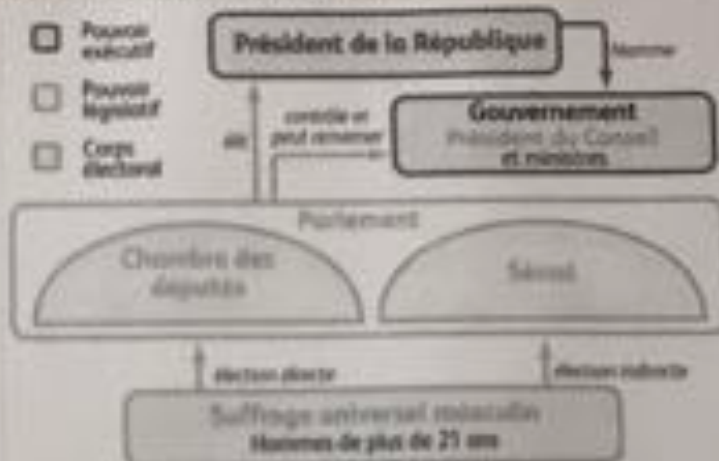 Pouvoir
exécutif
Pouvoir
législatif
Corps
électoral
Président de la République
Nomme
élit
contrôle et
peut renverser
Gouvernement
Président du Conseil
et ministres
Parlement
Chambre des
députés
Sénat
élection directe
élection indirecte
Suffrage universel masculin
Hommes de plus de 21 ans